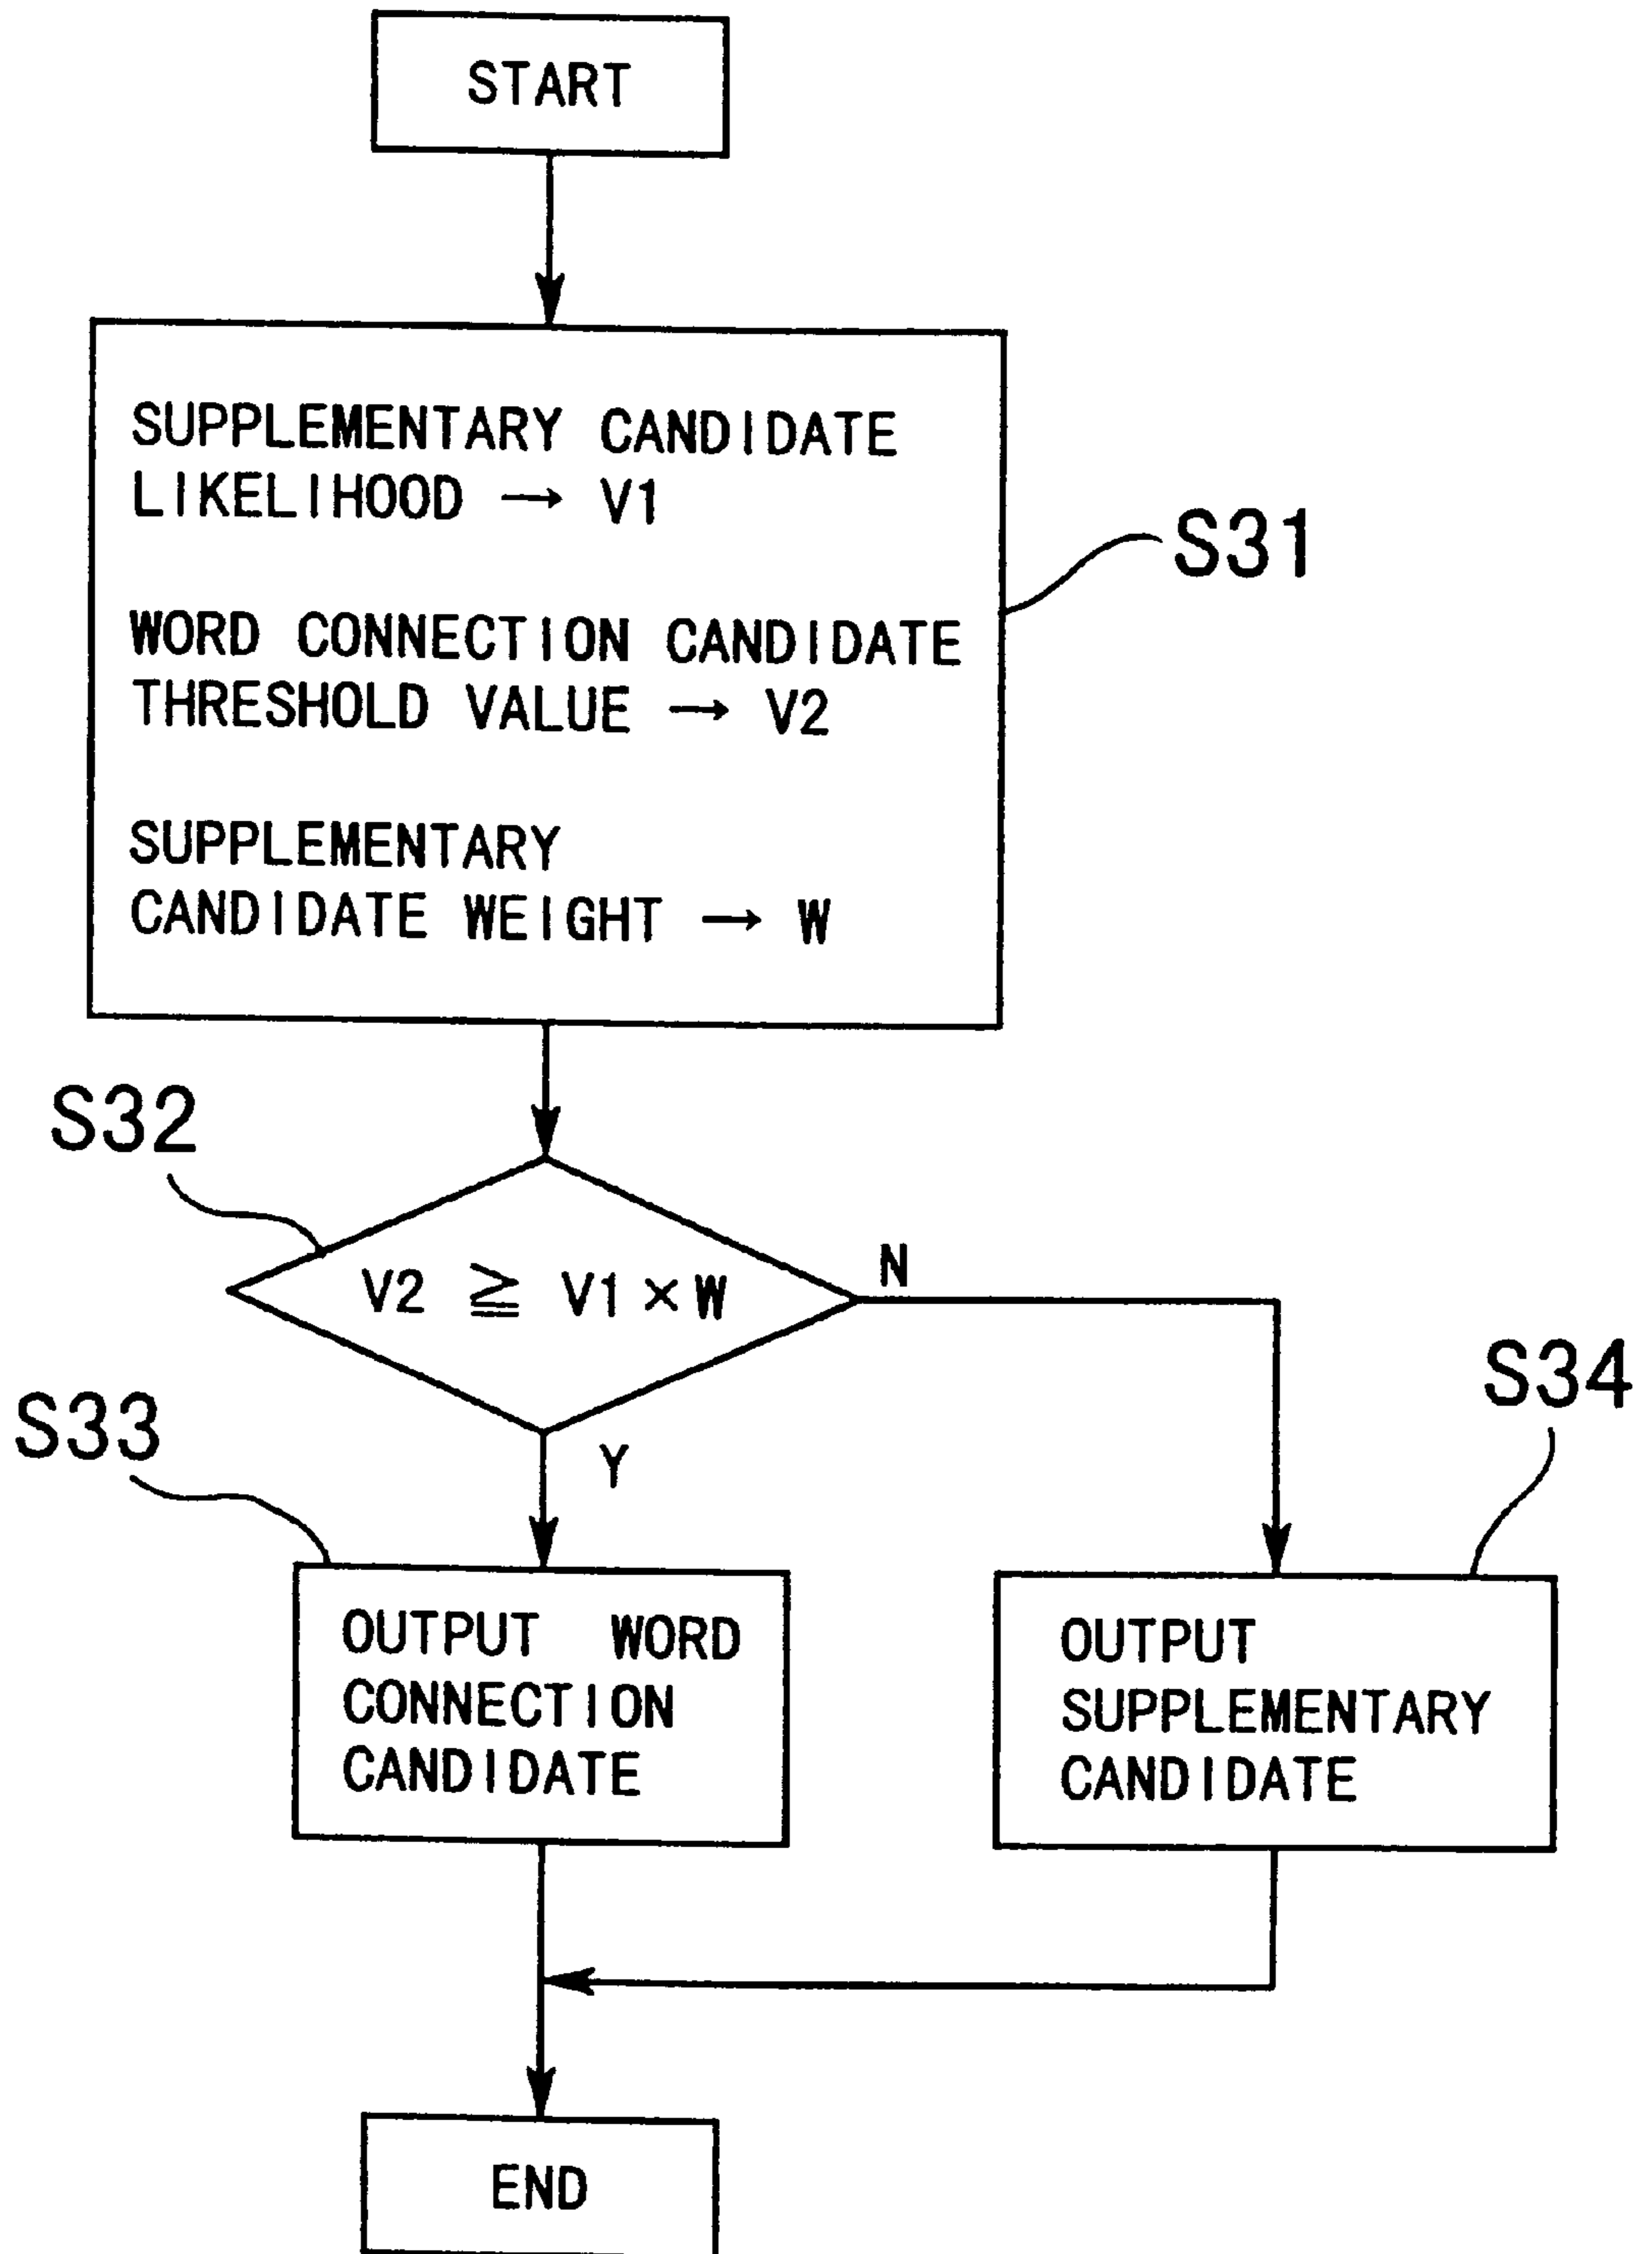 START
SUPPLEMENTARY CANDIDATE
LIKELIHOOD → V1
WORD CONNECTION CANDIDATE
THRESHOLD VALUE → V2
SUPPLEMENTARY
CANDIDATE WEIGHT → W
S31
S32
V2 ≧ V1 × W
N
Y
S33
OUTPUT WORD
CONNECTION
CANDIDATE
S34
OUTPUT
SUPPLEMENTARY
CANDIDATE
END